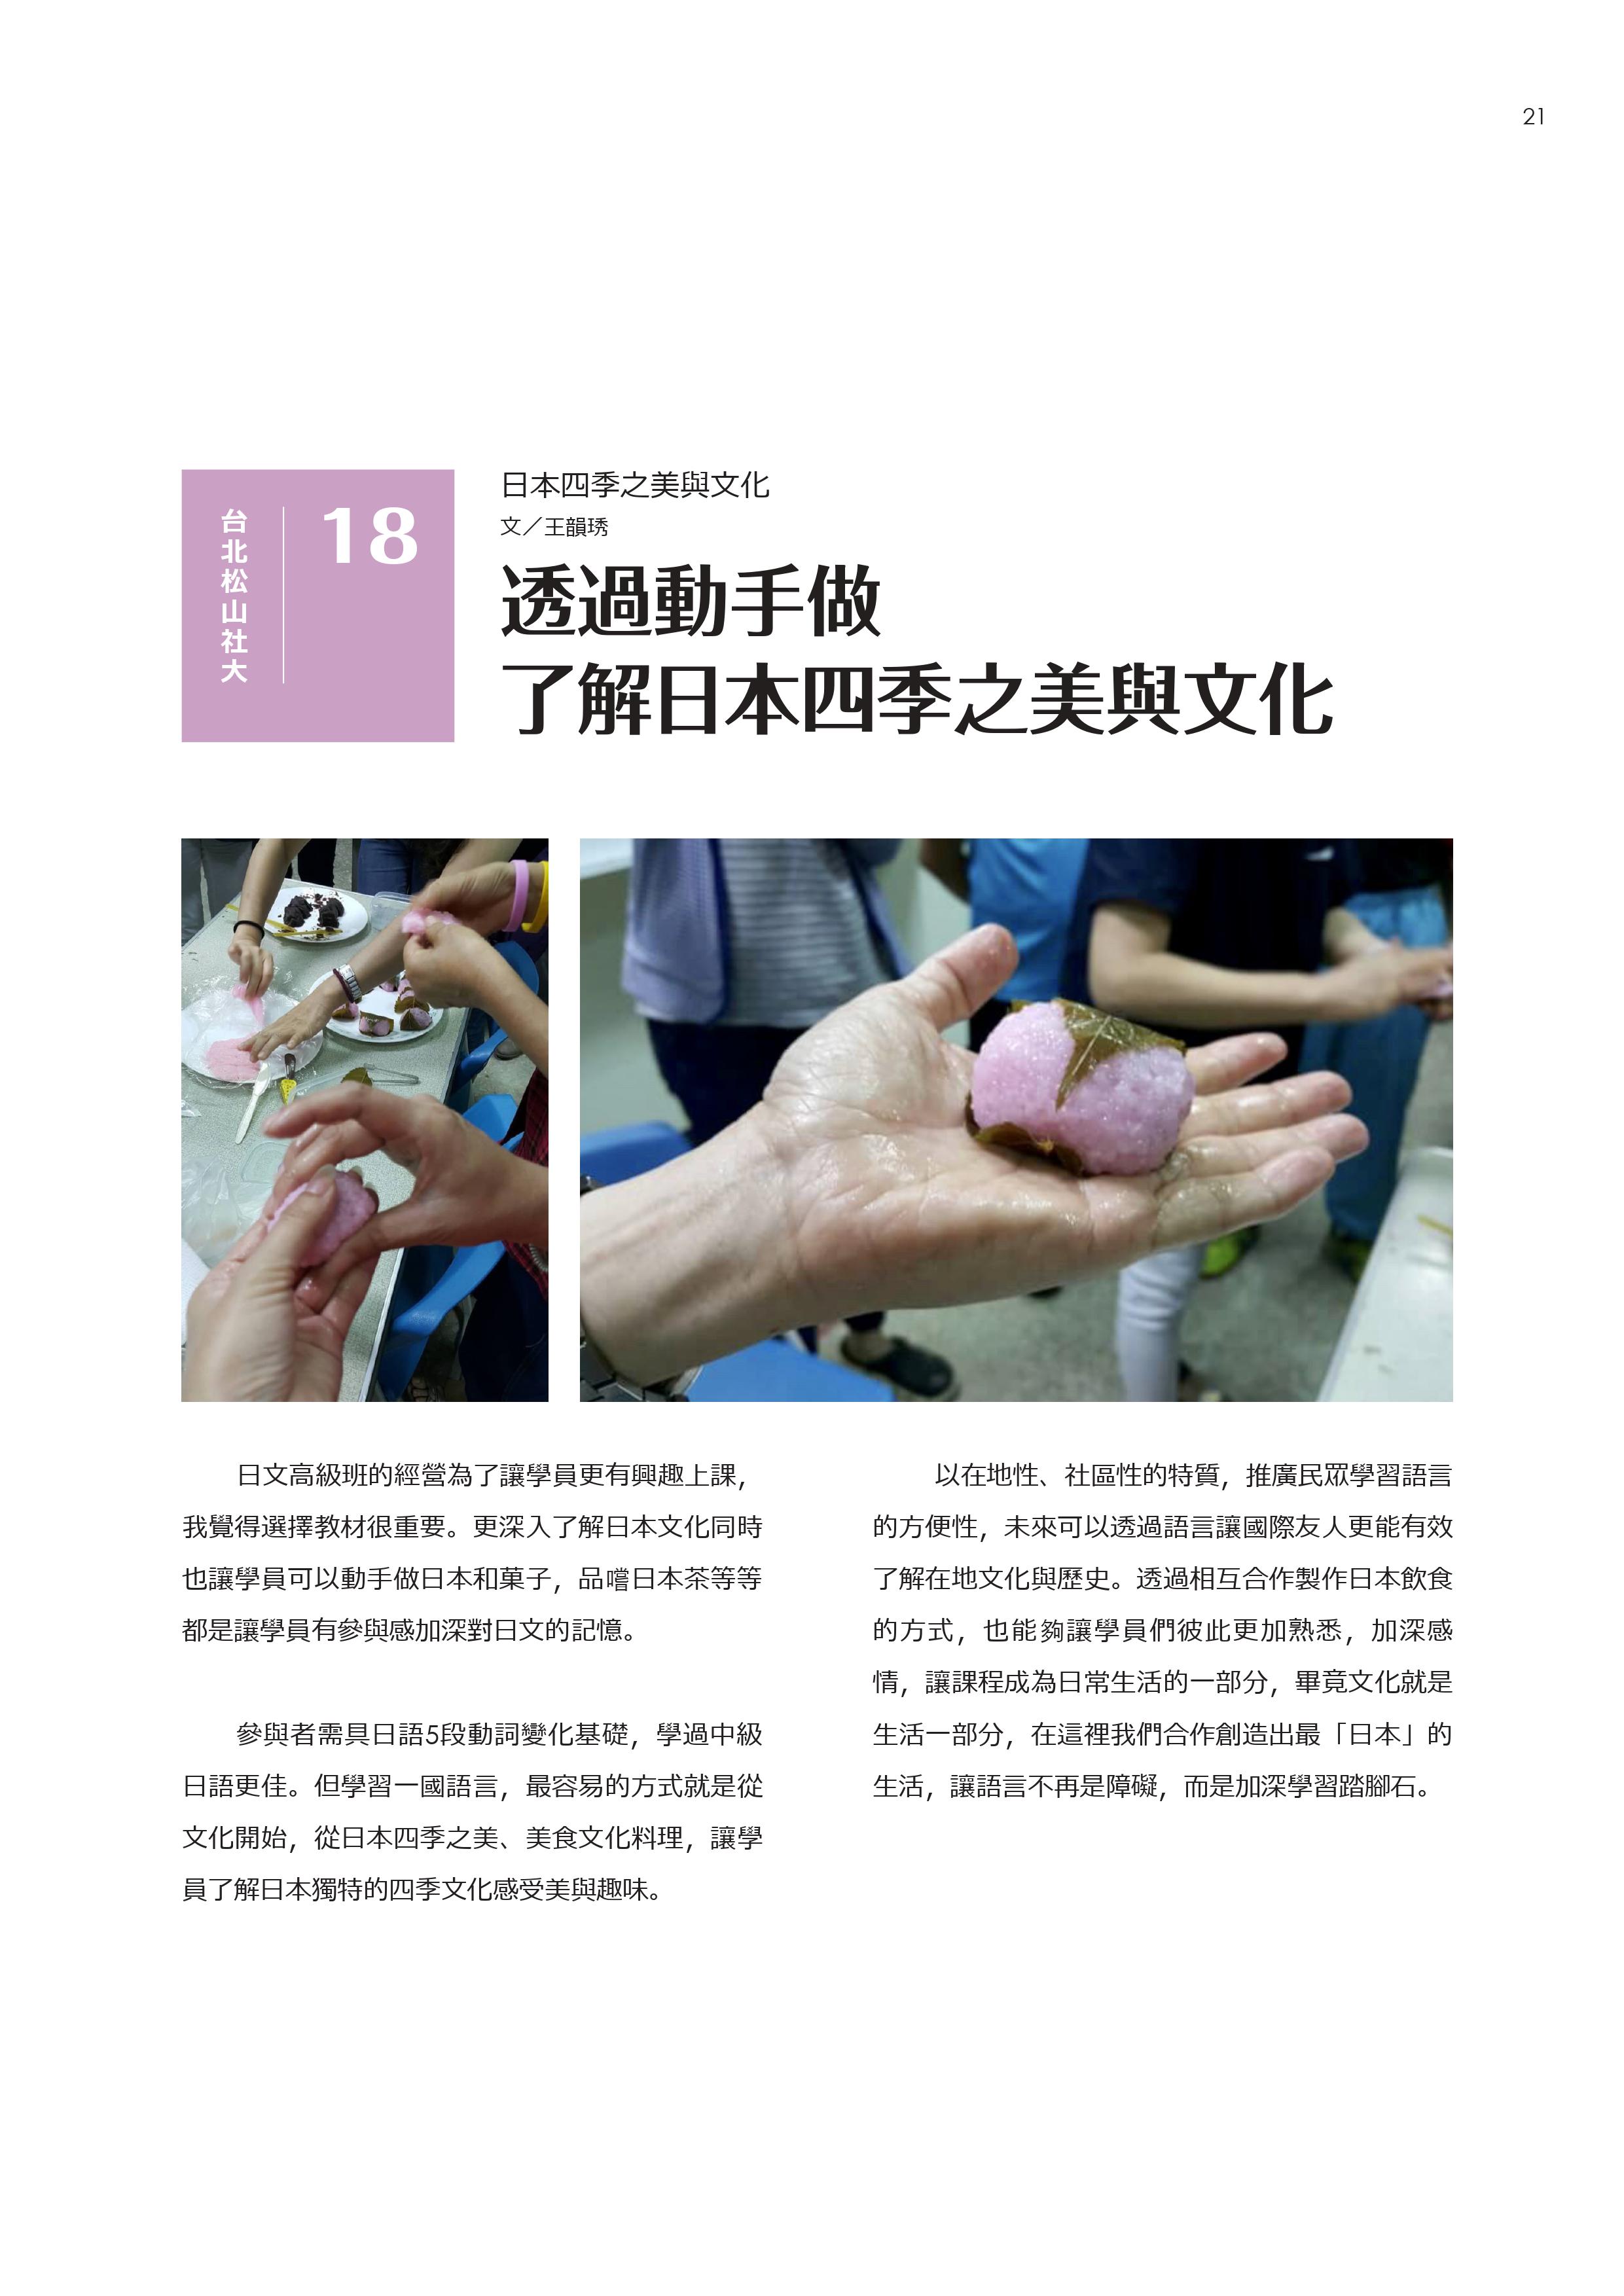 21
台北松山社大
18
日本四季之美與文化
文／王韻琇
透過動手做
了解日本四季之美與文化
日文高級班的經營為了讓學員更有興趣上課，
我覺得選擇教材很重要。更深入了解日本文化同時
也讓學員可以動手做日本和菓子，品嚐日本茶等等
都是讓學員有參與感加深對日文的記憶。
參與者需具日語5段動詞變化基礎，學過中級
日語更佳。但學習一國語言，最容易的方式就是從
文化開始，從日本四季之美、美食文化料理，讓學
員了解日本獨特的四季文化感受美與趣味。
以在地性、社區性的特質，推廣民眾學習語言
的方便性，未來可以透過語言讓國際友人更能有效
了解在地文化與歷史。透過相互合作製作日本飲食
的方式，也能夠讓學員們彼此更加熟悉，加深感
情，讓課程成為日常生活的一部分，畢竟文化就是
生活一部分，在這裡我們合作創造出最「日本」的
生活，讓語言不再是障礙，而是加深學習踏腳石。